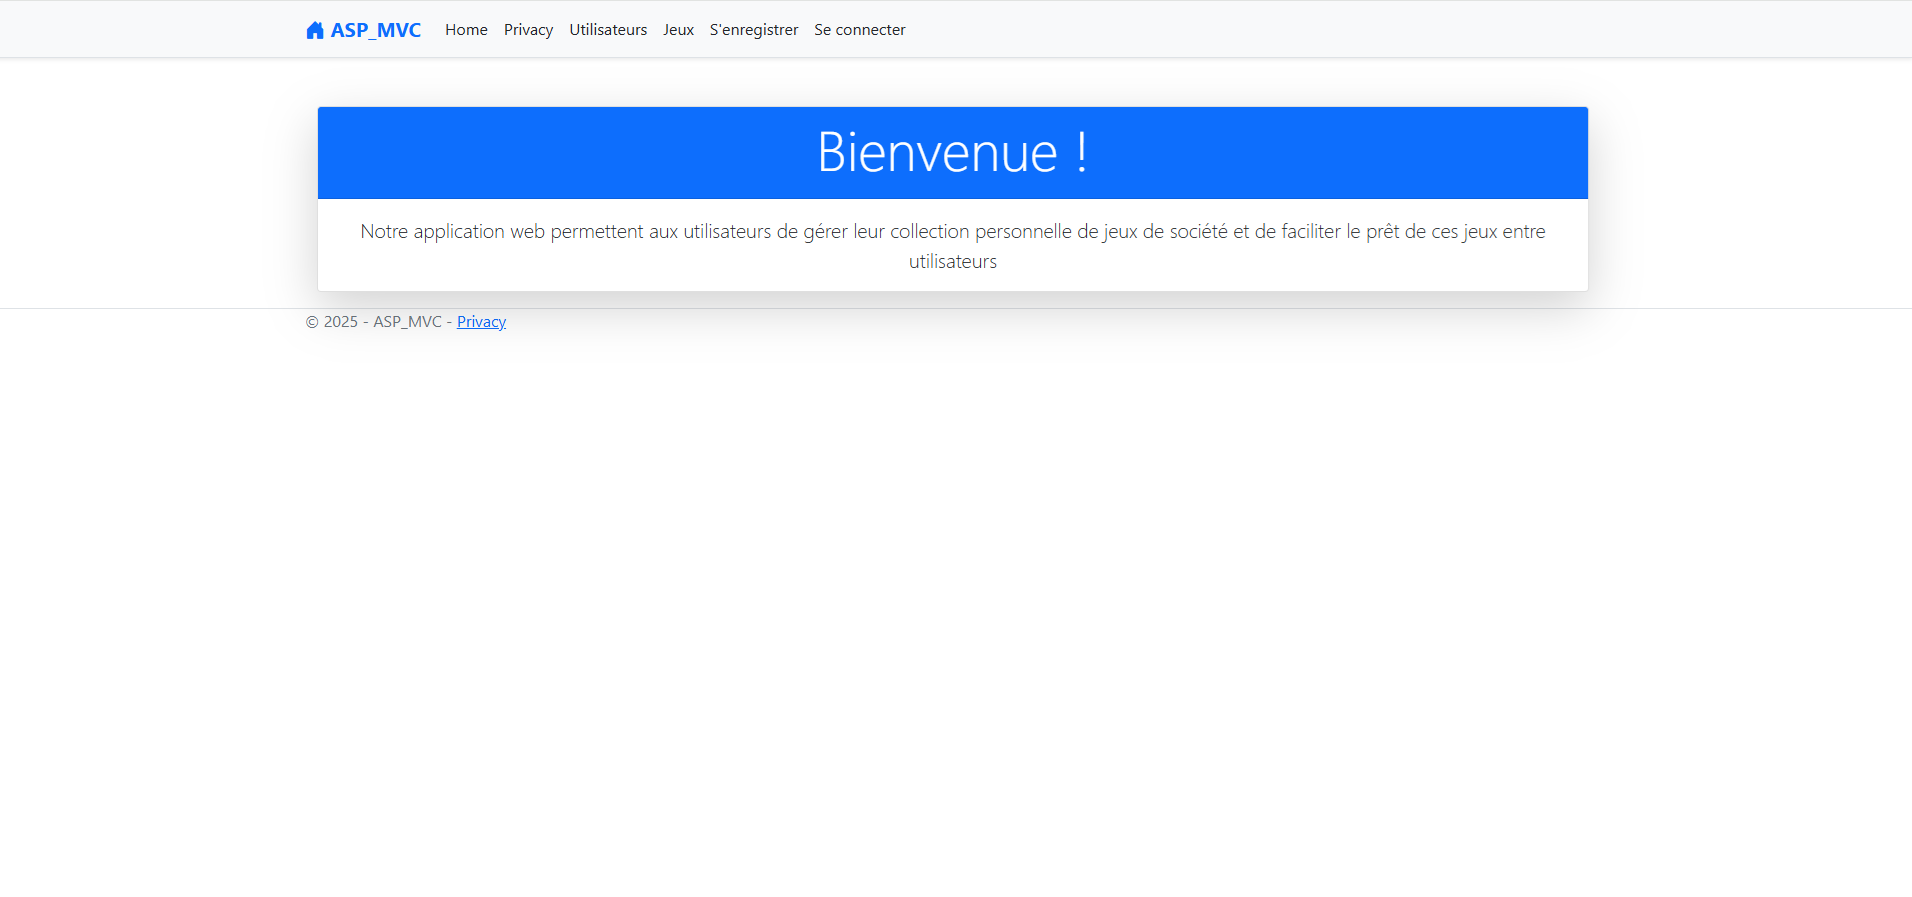 ASP_MVC Home Privacy Utilisateurs Jeux S'enregistrer Se connecter
Bienvenue !
Notre application web permettent aux utilisateurs de gérer leur collection personnelle de jeux de société et de faciliter le prêt de ces jeux entre
utilisateurs
© 2025 - ASP_MVC - Privacy